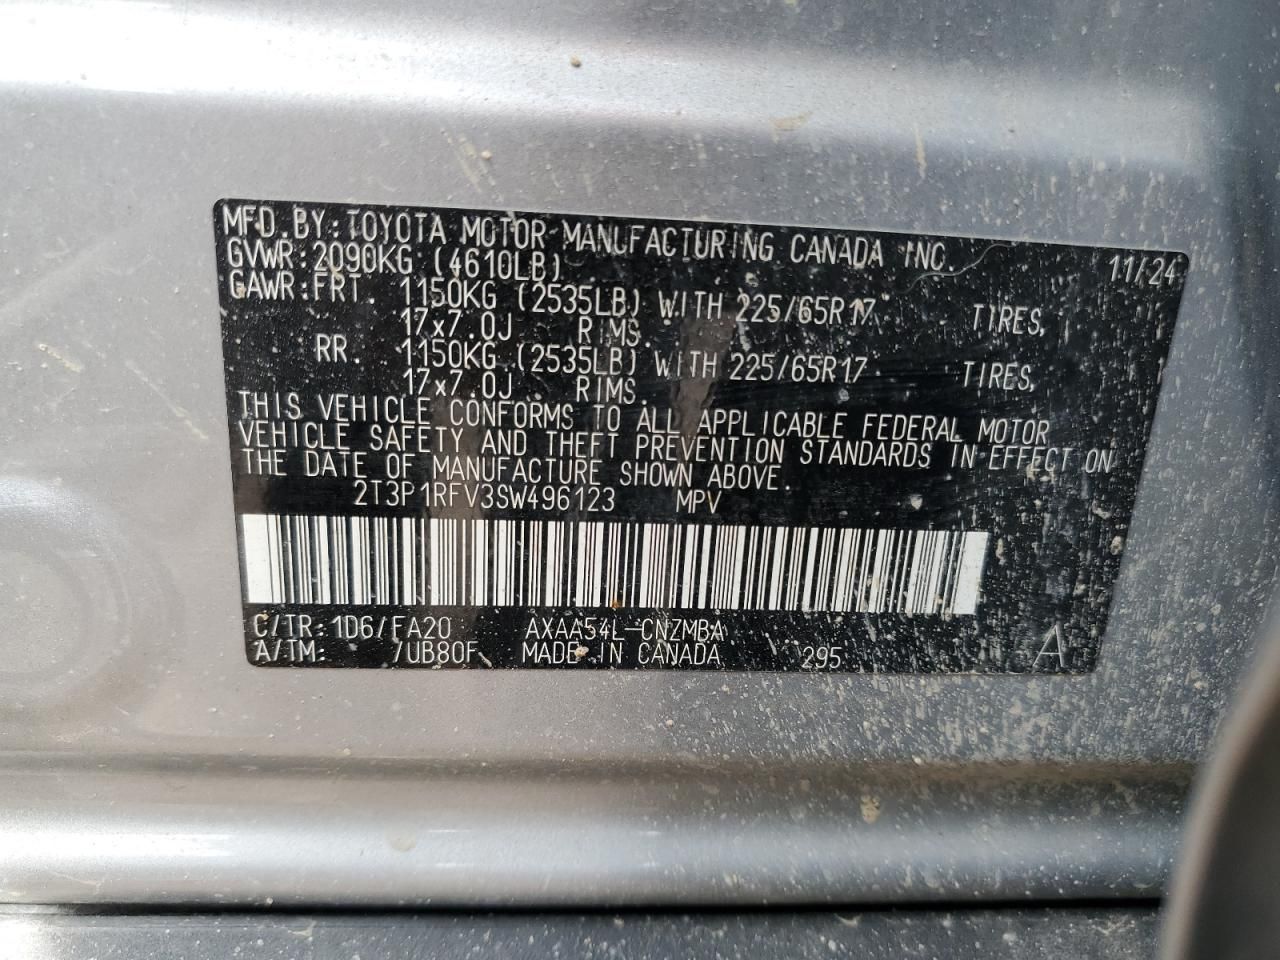 MFD. BY: TOYOTA MOTOR MANUFACTURING CANADA INC.
GVWR: 2090KG (4610LB) 11/24
GAWR: FRT. 1150KG (2535LB) WITH 225/65R17 TIRES,
17x7.0J RIMS.
RR. 1150KG (2535LB) WITH 225/65R17 TIRES,
17x7.0J RIMS.
THIS VEHICLE CONFORMS TO ALL APPLICABLE FEDERAL MOTOR
VEHICLE SAFETY AND THEFT PREVENTION STANDARDS IN EFFECT ON
THE DATE OF MANUFACTURE SHOWN ABOVE.
2T3P1RFV3SW496123 MPV
C/TR: 1D6/FA20 AXAA54L-CNZMBA
A/TM: /UB80F MADE IN CANADA 295 A